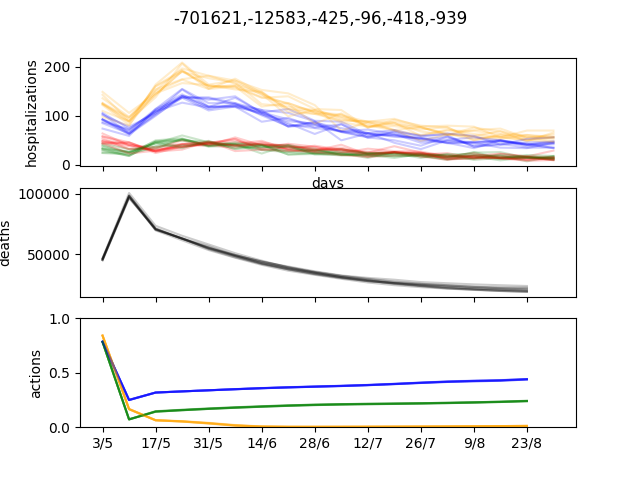 -701621,-12583,-425,-96,-418,-939
hospitalizations
200
100
0
days
deaths
100000
50000
actions
1.0
0.5
0.0
3/5 17/5 31/5 14/6 28/6 12/7 26/7 9/8 23/8